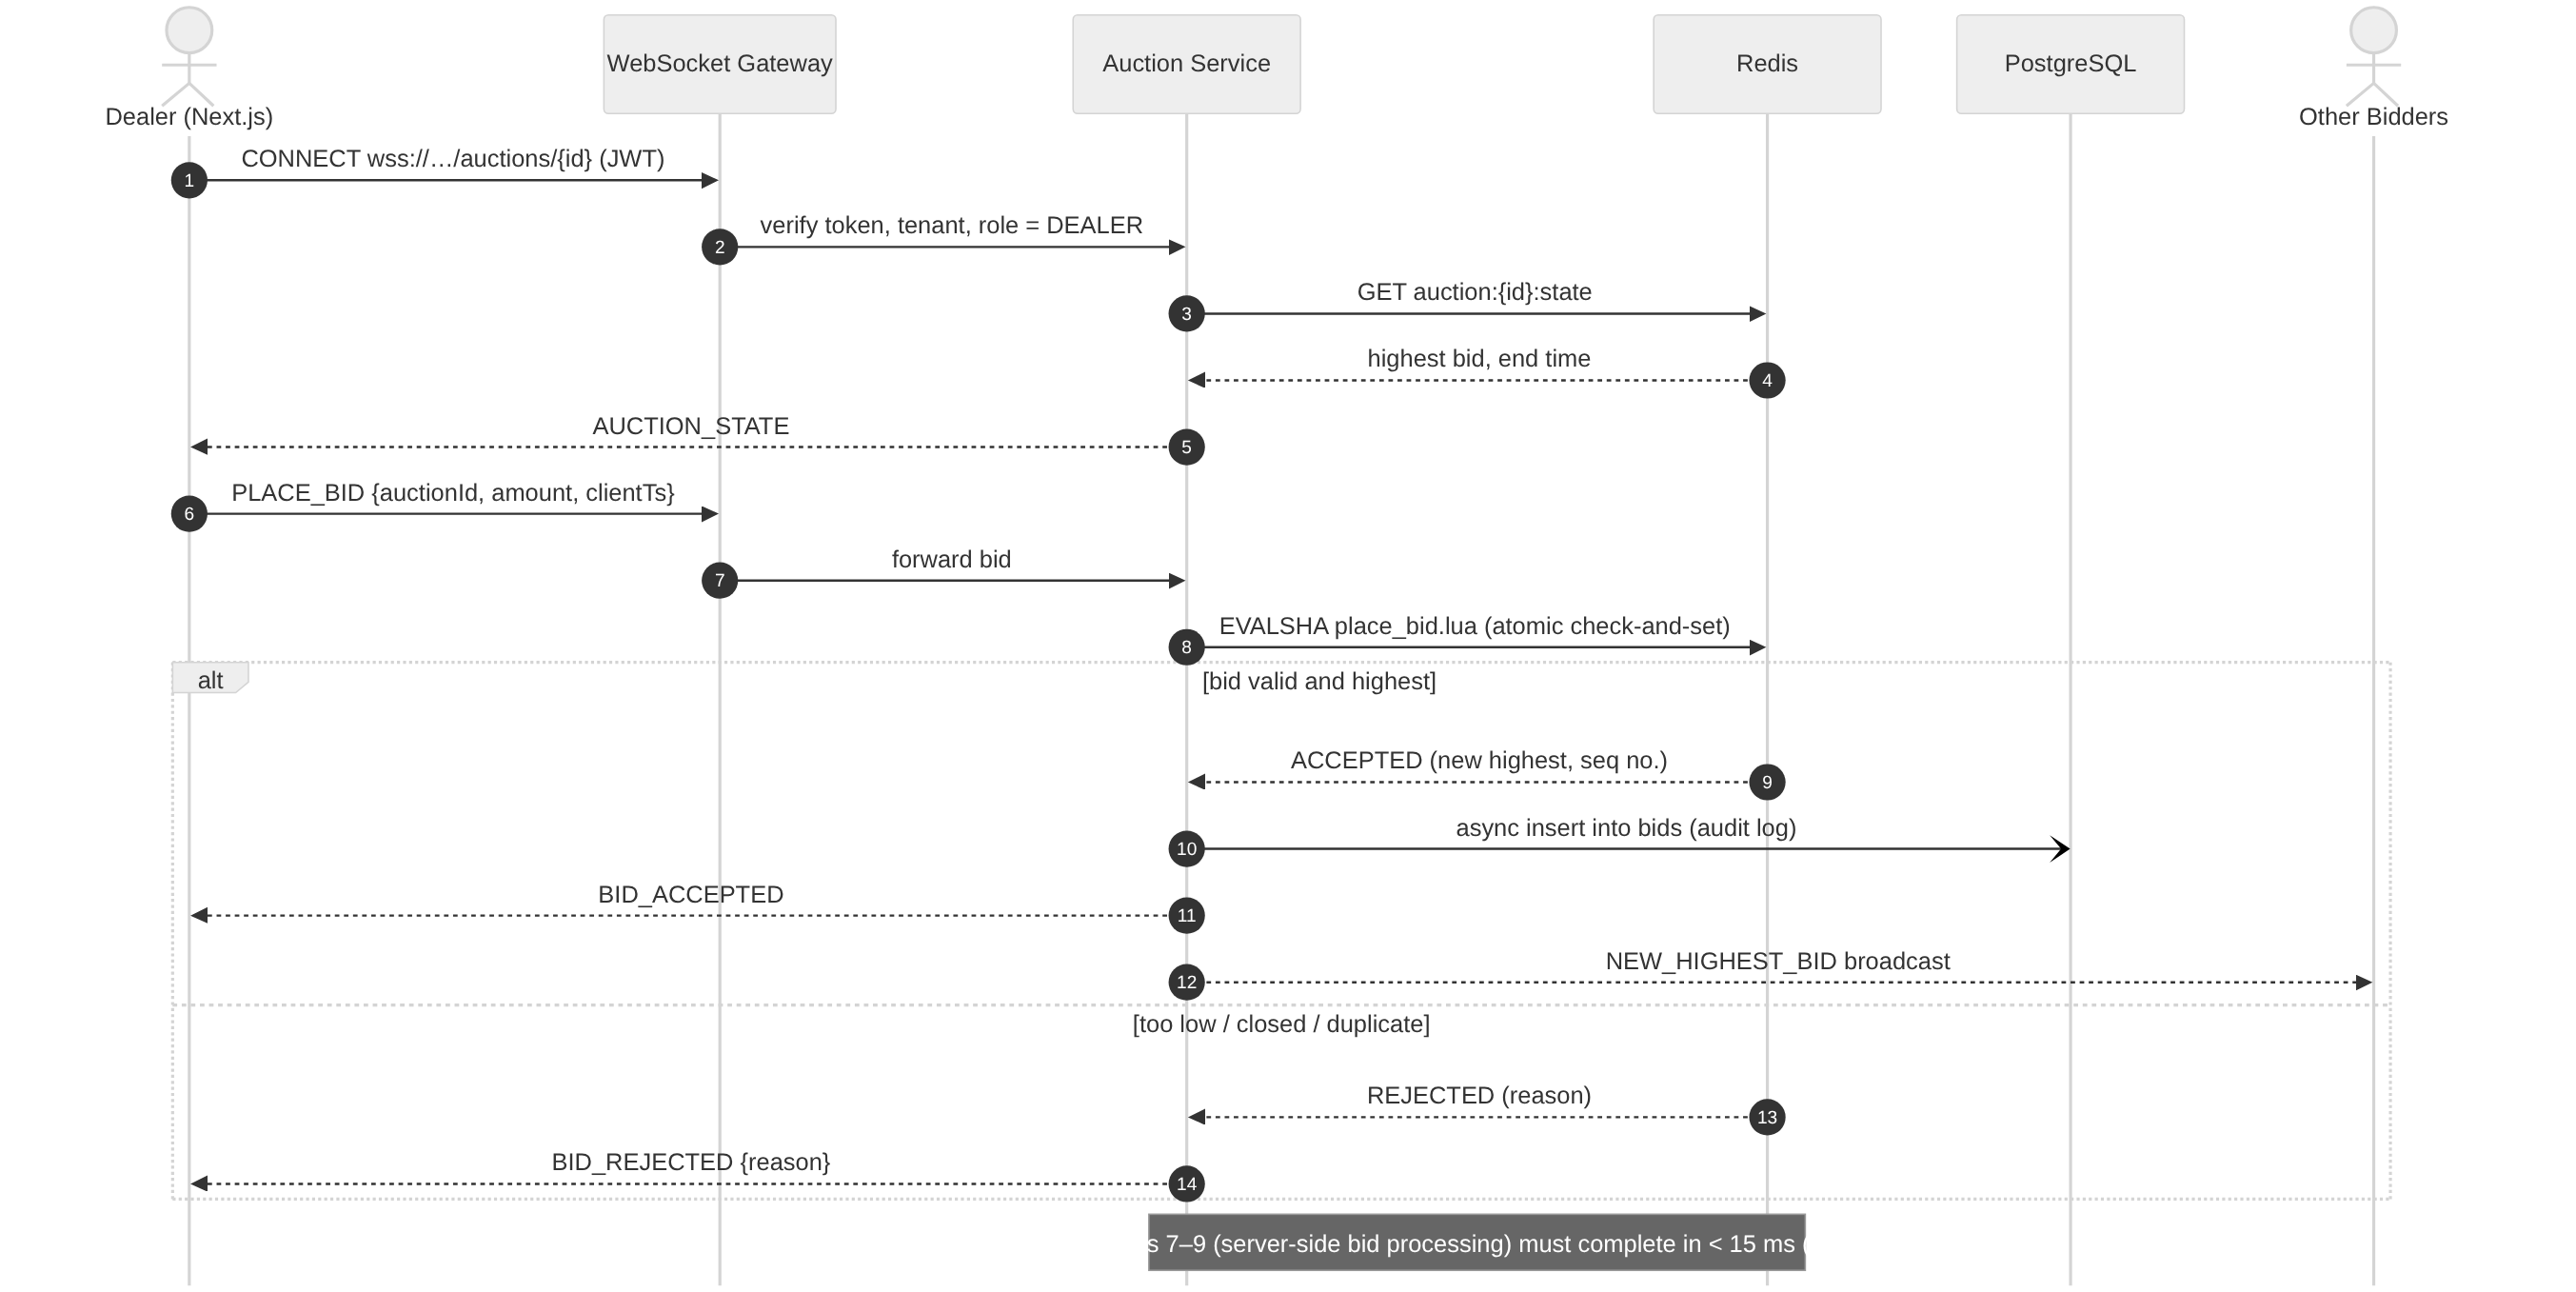 Dealer (Next.js)
WebSocket Gateway
Auction Service
Redis
PostgreSQL
Other Bidders
CONNECT wss://…/auctions/{id} (JWT)
1
verify token, tenant, role = DEALER
2
GET auction:{id}:state
3
highest bid, end time
4
AUCTION_STATE
5
PLACE_BID {auctionId, amount, clientTs}
6
forward bid
7
EVALSHA place_bid.lua (atomic check-and-set)
8
alt
[bid valid and highest]
ACCEPTED (new highest, seq no.)
9
async insert into bids (audit log)
10
BID_ACCEPTED
11
NEW_HIGHEST_BID broadcast
12
[too low / closed / duplicate]
REJECTED (reason)
13
BID_REJECTED {reason}
14
7–9 (server-side bid processing) must complete in < 15 ms